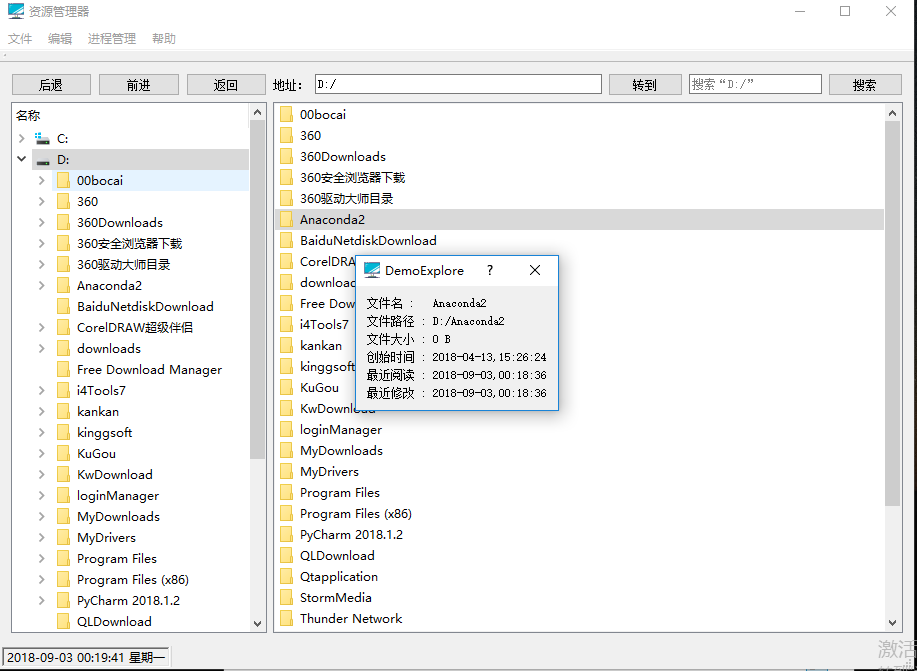 资源管理器
文件 编辑 进程管理 帮助
后退 前进 返回 地址： D:/ 转到 搜索“D:/” 搜索
名称
C:
D:
00bocai
360
360Downloads
360安全浏览器下载
360驱动大师目录
Anaconda2
BaiduNetdiskDownload
CorelDRAW超级伴侣
downloads
Free Download Manager
i4Tools7
kankan
kinggsoft
KuGou
KwDownload
loginManager
MyDownloads
MyDrivers
Program Files
Program Files (x86)
PyCharm 2018.1.2
QLDownload
00bocai
360
360Downloads
360安全浏览器下载
360驱动大师目录
Anaconda2
BaiduNetdiskDownload
CorelDRA
downloa
Free Dow
i4Tools7
kankan
kinggsoft
KuGou
KwDownload
loginManager
MyDownloads
MyDrivers
Program Files
Program Files (x86)
PyCharm 2018.1.2
QLDownload
Qtapplication
StormMedia
Thunder Network
DemoExplore ?
文件名 : Anaconda2
文件路径 : D:/Anaconda2
文件大小 : 0 B
创始时间 : 2018-04-13,15:26:24
最近阅读 : 2018-09-03,00:18:36
最近修改 : 2018-09-03,00:18:36
2018-09-03 00:19:41 星期一
激活